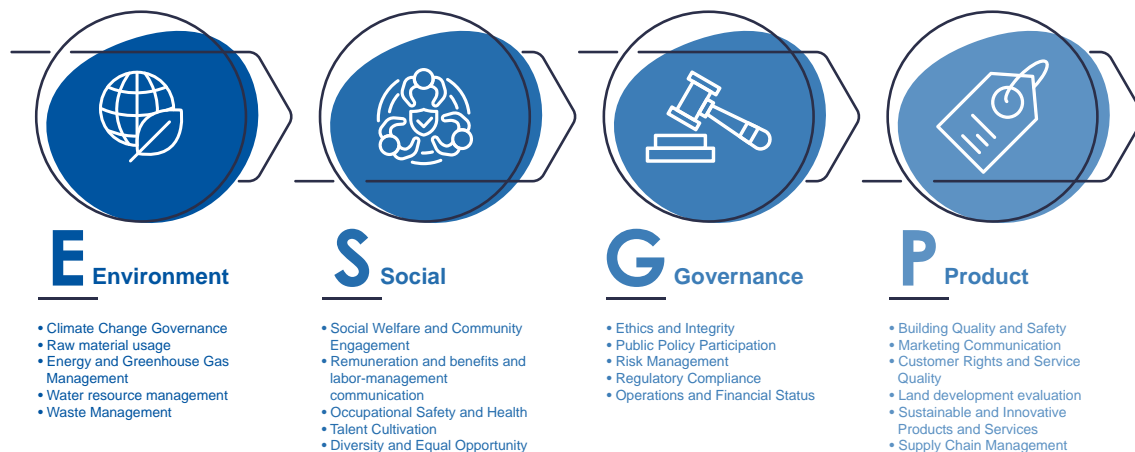 E Environment
• Climate Change Governance
• Raw material usage
• Energy and Greenhouse Gas
Management
• Water resource management
• Waste Management
S Social
• Social Welfare and Community
Engagement
• Remuneration and benefits and
labor-management
communication
• Occupational Safety and Health
• Talent Cultivation
• Diversity and Equal Opportunity
G Governance
• Ethics and Integrity
• Public Policy Participation
• Risk Management
• Regulatory Compliance
• Operations and Financial Status
P Product
• Building Quality and Safety
• Marketing Communication
• Customer Rights and Service
Quality
• Land development evaluation
• Sustainable and Innovative
Products and Services
• Supply Chain Management